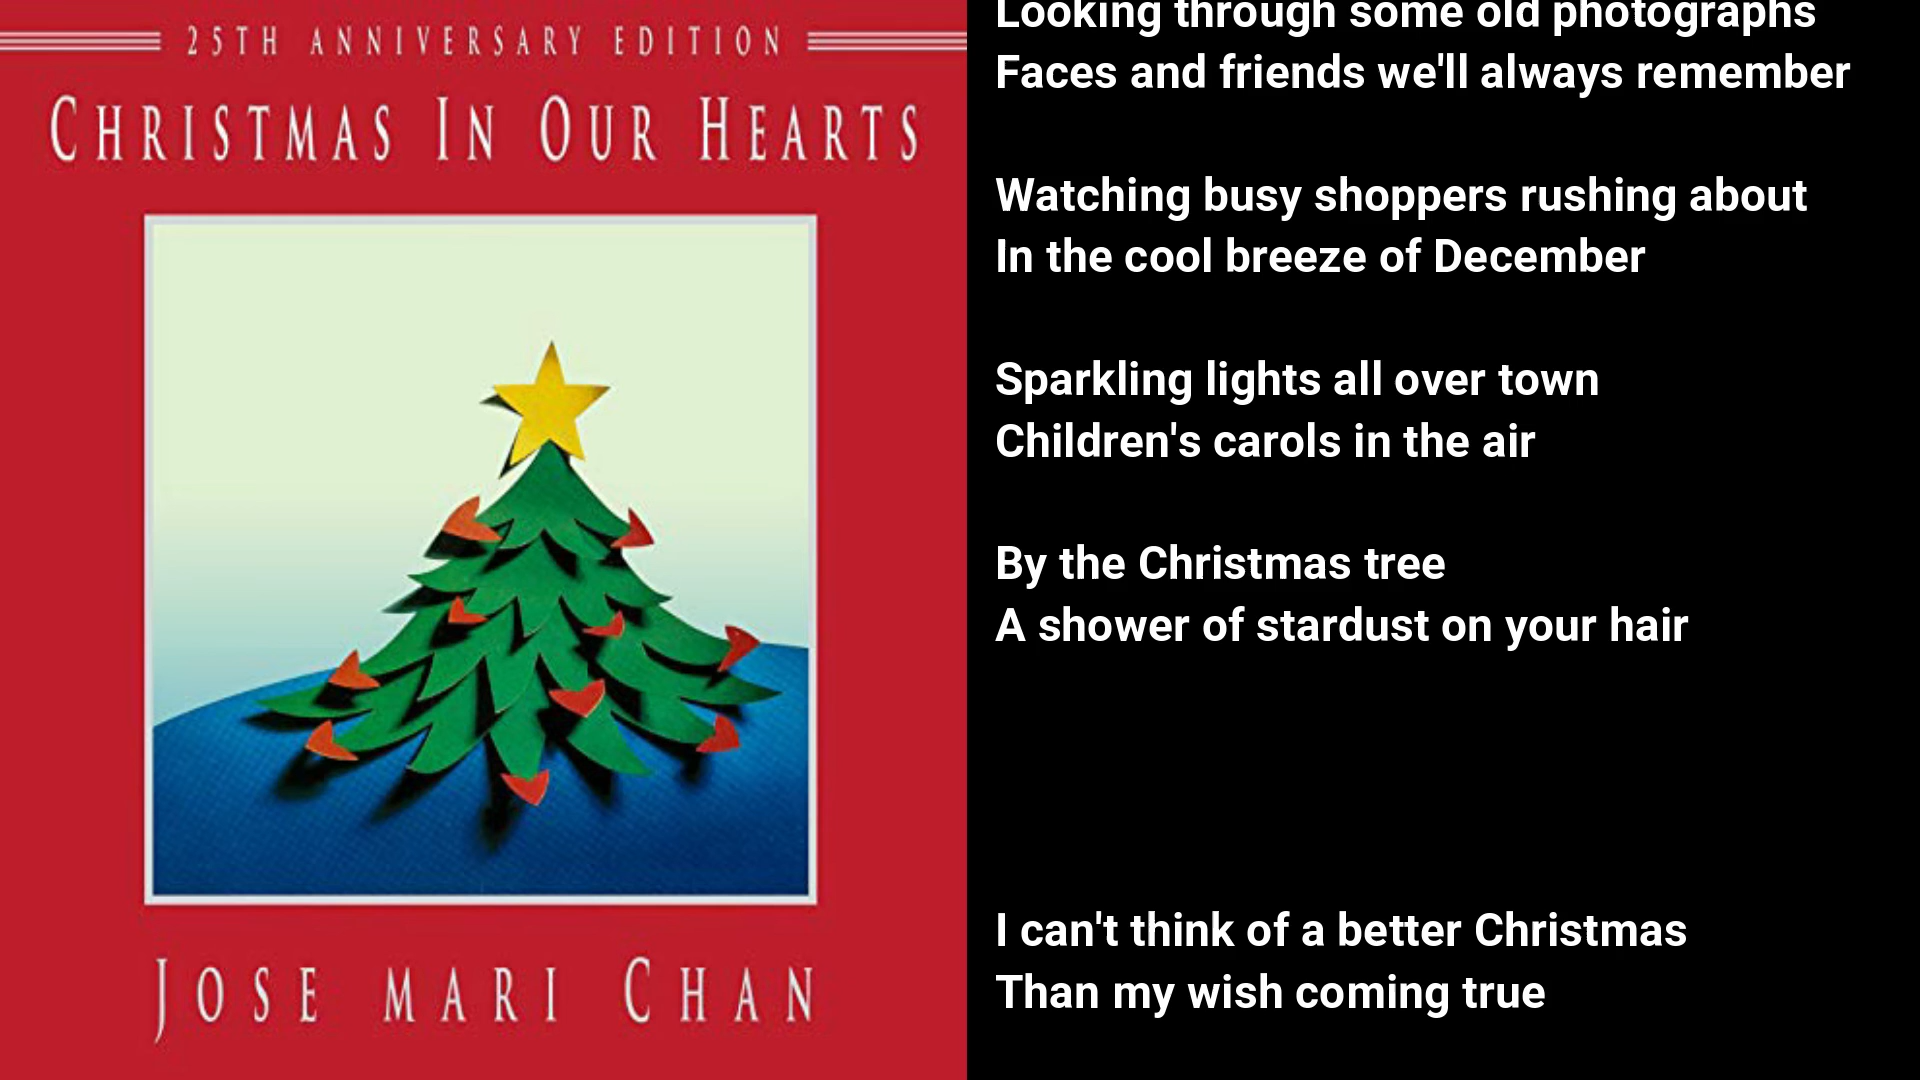 25TH ANNIVERSARY EDITION
CHRISTMAS IN OUR HEARTS
JOSE MARI CHAN
Looking through some old photographs
Faces and friends we'll always remember
Watching busy shoppers rushing about
In the cool breeze of December
Sparkling lights all over town
Children's carols in the air
By the Christmas tree
A shower of stardust on your hair
I can't think of a better Christmas
Than my wish coming true